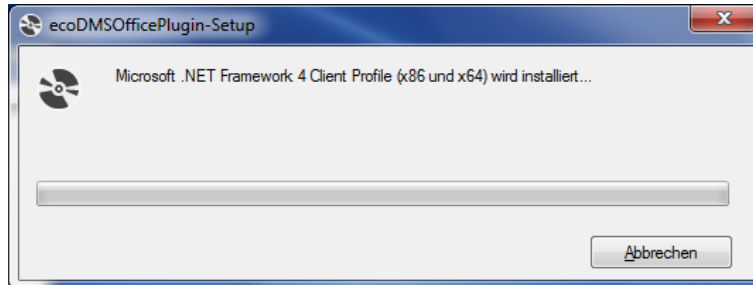 ecoDMSOfficePlugin-Setup
Microsoft .NET Framework 4 Client Profile (x86 und x64) wird installiert...
Abbrechen